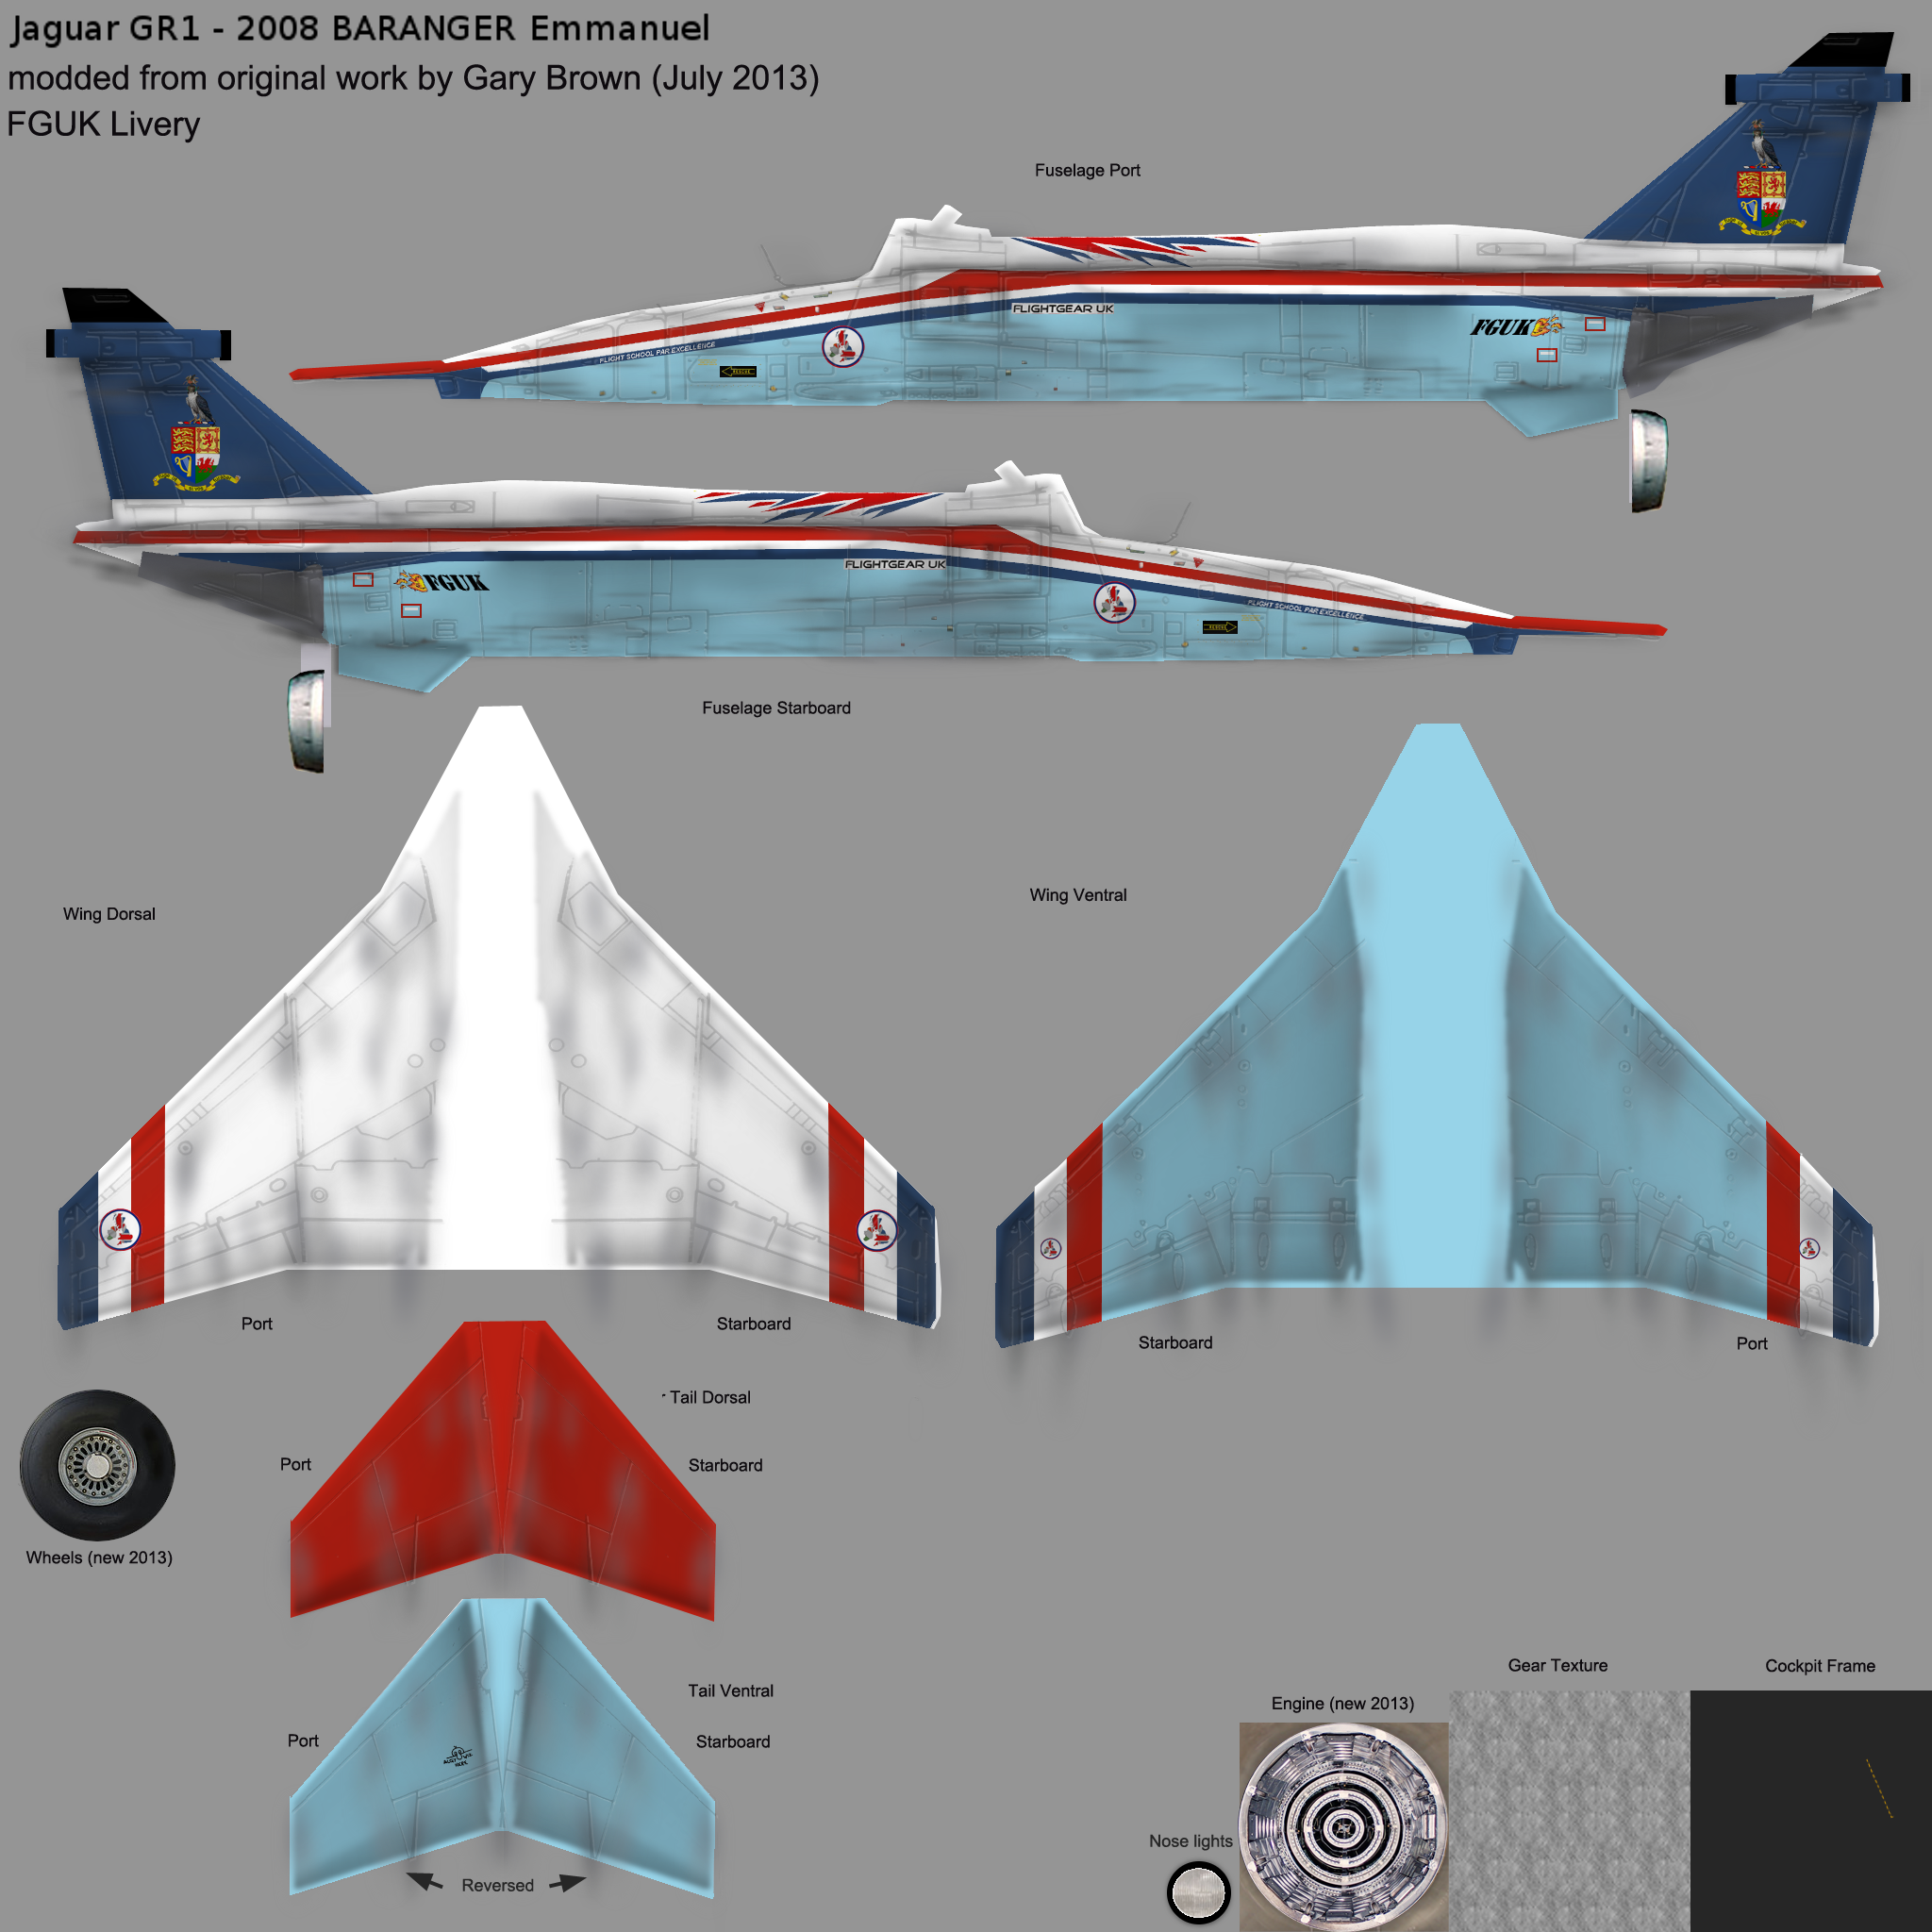 Jaguar GR1 - 2008 BARANGER Emmanuel
modded from original work by Gary Brown (July 2013)
FGUK Livery
Fuselage Port
FLIGHTGEAR UK
FGUK
FLIGHT SCHOOL PAR EXCELLENCE
RESCUE
FGUK
FLIGHTGEAR UK
FLIGHT SCHOOL PAR EXCELLENCE
RESCUE
Fuselage Starboard
Wing Dorsal
Wing Ventral
Port
Starboard
Starboard
Port
Tail Dorsal
Port
Starboard
Wheels (new 2013)
Tail Ventral
Port
Starboard
Reversed
Gear Texture
Cockpit Frame
Engine (new 2013)
Nose lights